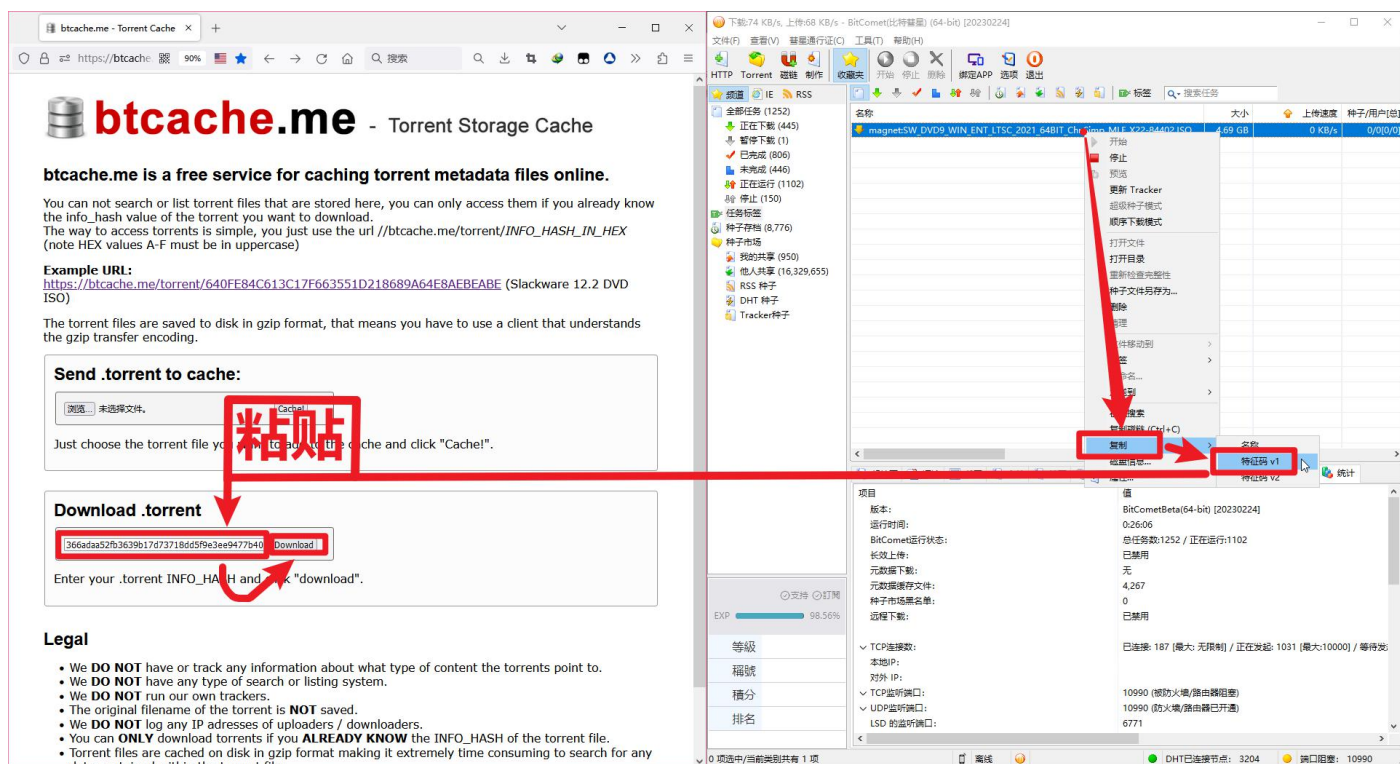 btcache.me - Torrent Cache
https://btcache.
90%
搜索
btcache.me - Torrent Storage Cache
btcache.me is a free service for caching torrent metadata files online.
You can not search or list torrent files that are stored here, you can only access them if you already know
the info_hash value of the torrent you want to download.
The way to access torrents is simple, you just use the url //btcache.me/torrent/INFO_HASH_IN_HEX
(note HEX values A-F must be in uppercase)
Example URL:
https://btcache.me/torrent/640FE84C613C17F663551D218689A64E8AEBEABE (Slackware 12.2 DVD
ISO)
The torrent files are saved to disk in gzip format, that means you have to use a client that understands
the gzip transfer encoding.
Send .torrent to cache:
浏览... 未选择文件。 Cache!
粘贴
Just choose the torrent file you to add to the cache and click "Cache!".
Download .torrent
366adaa52fb3639b17d73718dd5f9e3ee9477b40 Download
Enter your .torrent INFO_HASH and click "download".
Legal
We DO NOT have or track any information about what type of content the torrents point to.
We DO NOT have any type of search or listing system.
We DO NOT run our own trackers.
The original filename of the torrent is NOT saved.
We DO NOT log any IP adresses of uploaders / downloaders.
You can ONLY download torrents if you ALREADY KNOW the INFO_HASH of the torrent file.
Torrent files are cached on disk in gzip format making it extremely time consuming to search for any
下载:74 KB/s, 上传:68 KB/s - BitComet(比特彗星) (64-bit) [20230224]
文件(F) 查看(V) 彗星通行证(C) 工具(T) 帮助(H)
HTTP Torrent 磁链 制作 收藏夹 开始 停止 删除 绑定APP 选项 退出
频道 IE RSS
标签 搜索任务
全部任务 (1252)
正在下载 (445)
暂停下载 (1)
已完成 (806)
未完成 (446)
正在运行 (1102)
停止 (150)
任务标签
种子存档 (8,776)
种子市场
我的共享 (950)
他人共享 (16,329,655)
RSS 种子
DHT 种子
Tracker种子
名称 大小 上传速度 种子/用户[总]
magnet:SW_DVD9_WIN_ENT_LTSC_2021_64BIT_ChnSimp_MLF_X22-84402.ISO 4.69 GB 0 KB/s 0/0[0/0]
开始
停止
预览
更新 Tracker
超级种子模式
顺序下载模式
打开文件
打开目录
重新检查完整性
种子文件另存为...
删除
件移动到
复制磁链 (Ctrl+C)
复制
名称
特征码 v1
特征码 v2
统计
项目 值
版本: BitCometBeta(64-bit) [20230224]
运行时间: 0:26:06
BitComet运行状态: 总任务数:1252 / 正在运行:1102
长效上传: 已禁用
元数据下载: 无
元数据缓存文件: 4,267
种子市场黑名单: 0
远程下载: 已禁用
TCP连接数: 已连接: 187 [最大: 无限制] / 正在发起: 1031 [最大:10000] / 等待发
本地IP:
对外 IP:
TCP监听端口: 10990 (被防火墙/路由器阻塞)
UDP监听端口: 10990 (防火墙/路由器已开通)
LSD 的监听端口: 6771
支持 訂閱
EXP 98.56%
等級
稱號
積分
排名
0 项选中/当前类别共有 1 项
离线
DHT已连接节点: 3204
端口阻塞: 10990